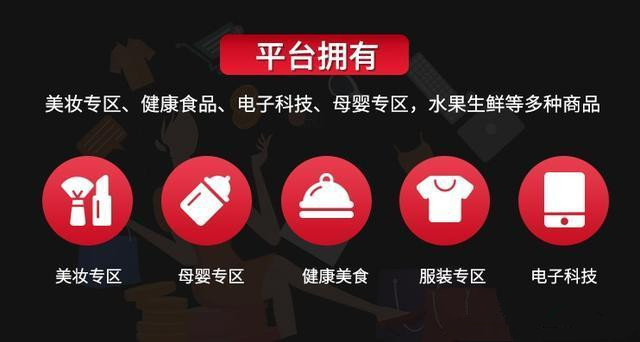 平台拥有
美妆专区、健康食品、电子科技、母婴专区，水果生鲜等多种商品
美妆专区
母婴专区
健康美食
服装专区
电子科技